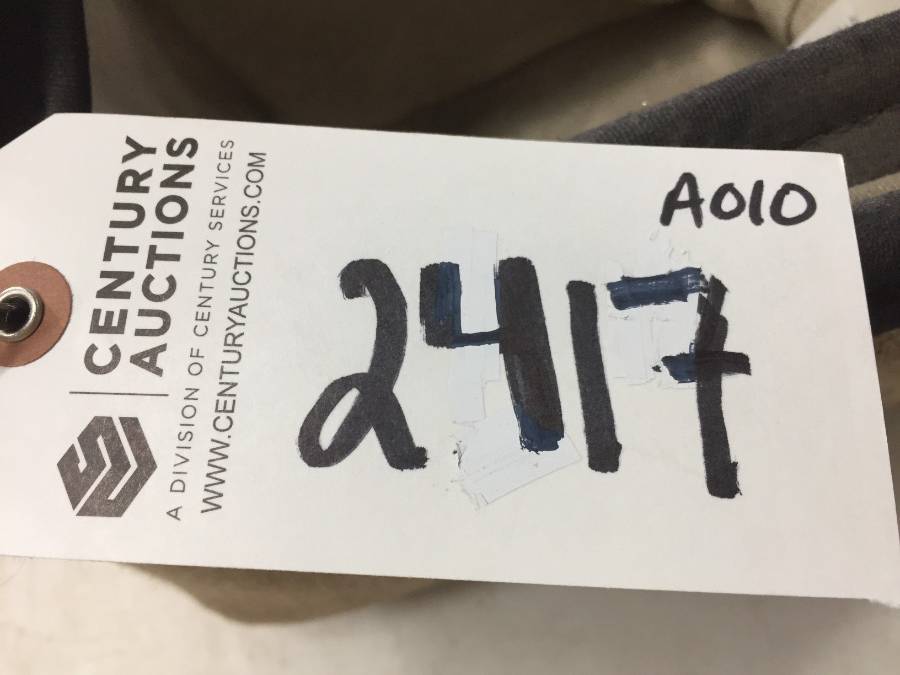 CENTURY
AUCTIONS
A DIVISION OF CENTURY SERVICES
WWW.CENTURYAUCTIONS.COM
A010
2417